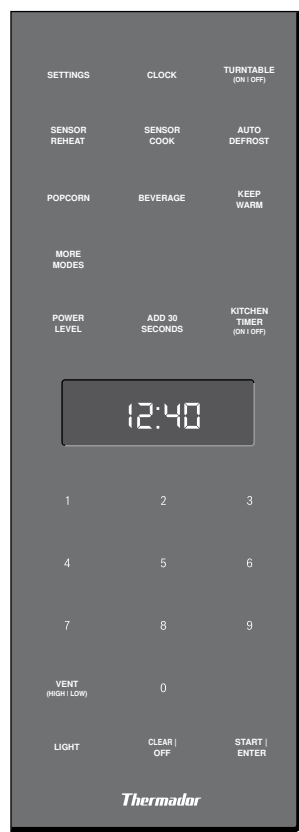 SETTINGS CLOCK TURNTABLE
(ON | OFF)
SENSOR SENSOR AUTO
REHEAT COOK DEFROST
POPCORN BEVERAGE KEEP
WARM
MORE
MODES
POWER ADD 30 KITCHEN
LEVEL SECONDS TIMER
(ON | OFF)
12:40
1 2 3
4 5 6
7 8 9
VENT
(HIGH | LOW) 0
LIGHT CLEAR | START |
OFF ENTER
Thermador